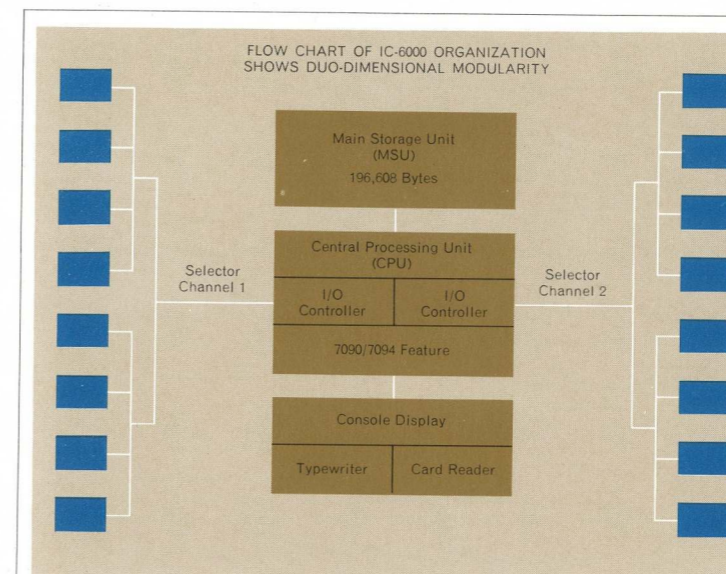 FLOW CHART OF IC-6000 ORGANIZATION
SHOWS DUO-DIMENSIONAL MODULARITY
Main Storage Unit
(MSU)
196,608 Bytes
Central Processing Unit
(CPU)
Selector
Channel 1
I/O
Controller
I/O
Controller
Selector
Channel 2
7090/7094 Feature
Console Display
Typewriter
Card Reader